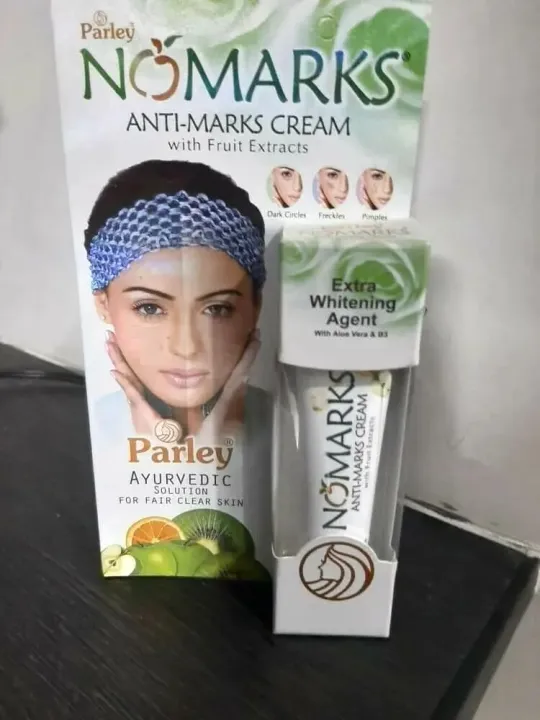 Parley
NOMARKS®
ANTI-MARKS CREAM
with Fruit Extracts
Dark Circles Freckles Pimples
Parley®
AYURVEDIC
SOLUTION
FOR FAIR CLEAR SKIN
NOMARKS
Extra
Whitening
Agent
With Aloe Vera & B3
NOMARKS
ANTI-MARKS CREAM
with Fruit Extracts